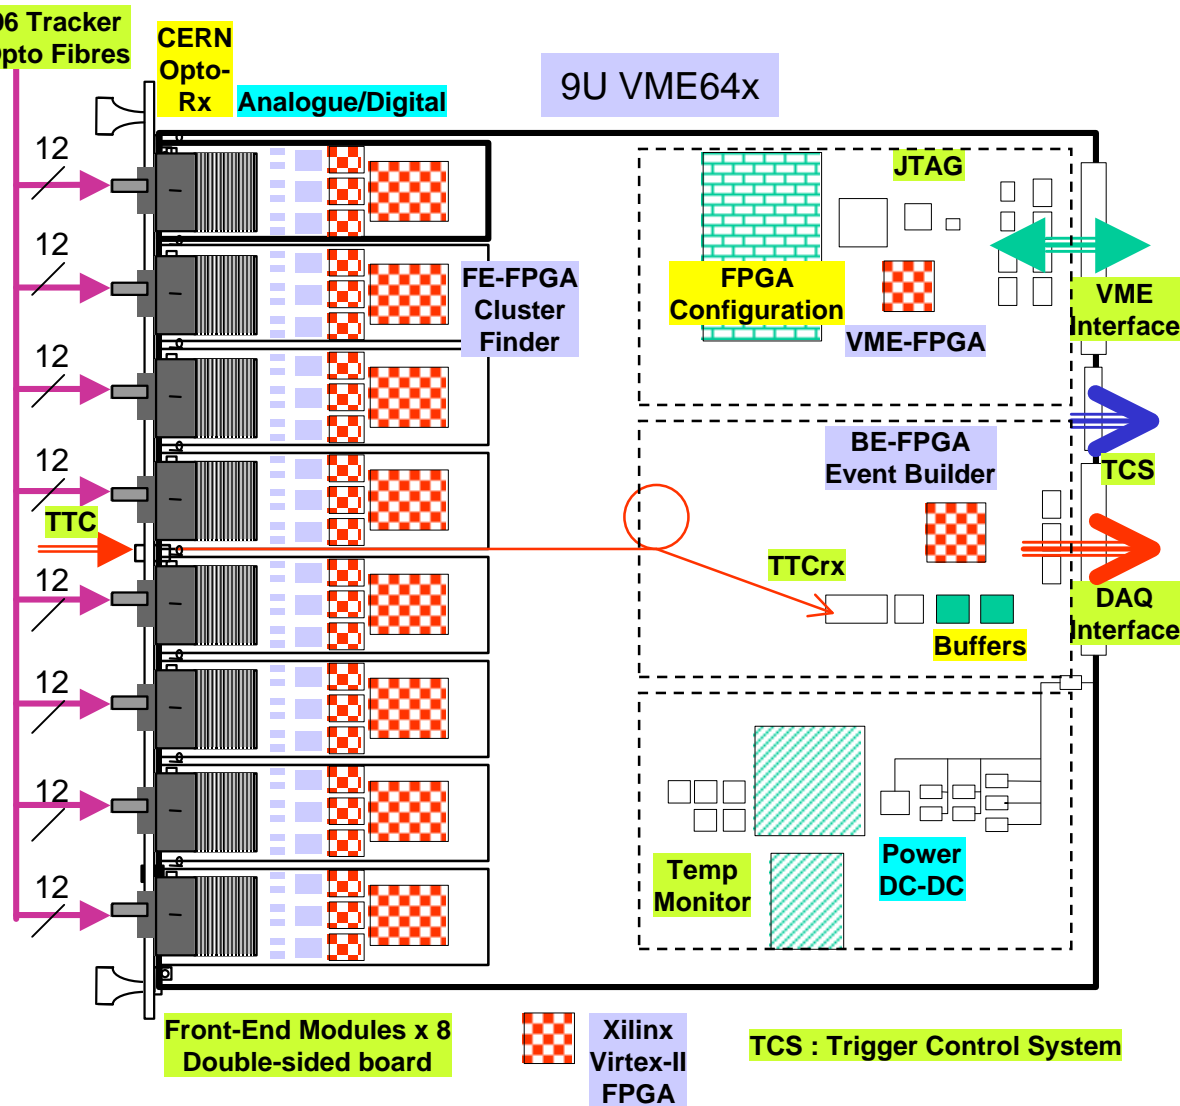 96 Tracker
Opto Fibres
CERN
Opto-
Rx
Analogue/Digital
9U VME64x
12
12
12
12
12
12
12
12
TTC
JTAG
FE-FPGA
Cluster
Finder
FPGA
Configuration
VME-FPGA
VME
Interface
BE-FPGA
Event Builder
TCS
TTCrx
Buffers
DAQ
Interface
Temp
Monitor
Power
DC-DC
Front-End Modules x 8
Double-sided board
Xilinx
Virtex-II
FPGA
TCS : Trigger Control System